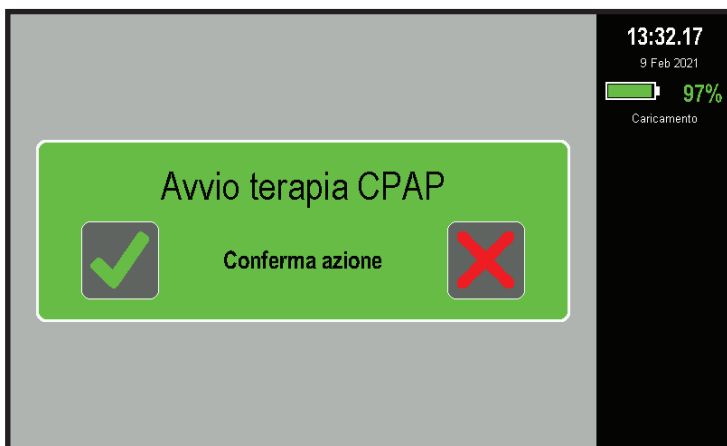 13:32.17
9 Feb 2021
97%
Caricamento
Avvio terapia CPAP
Conferma azione